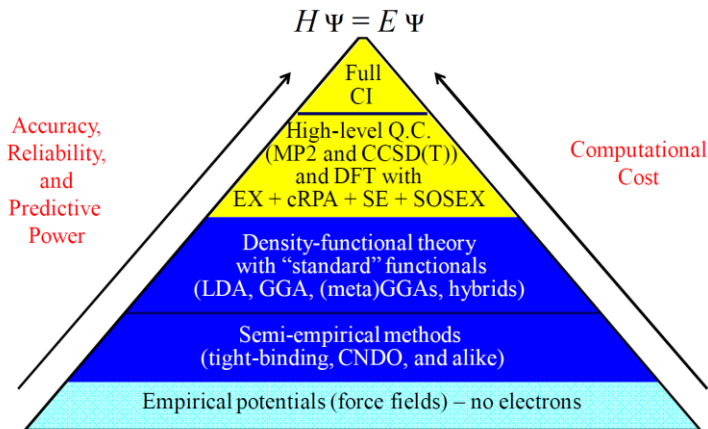 H Ψ = E Ψ
Full
CI
Accuracy,
Reliability,
and
Predictive
Power
High-level Q.C.
(MP2 and CCSD(T))
and DFT with
EX + cRPA + SE + SOSEX
Computational
Cost
Density-functional theory
with “standard” functionals
(LDA, GGA, (meta)GGAs, hybrids)
Semi-empirical methods
(tight-binding, CNDO, and alike)
Empirical potentials (force fields) – no electrons